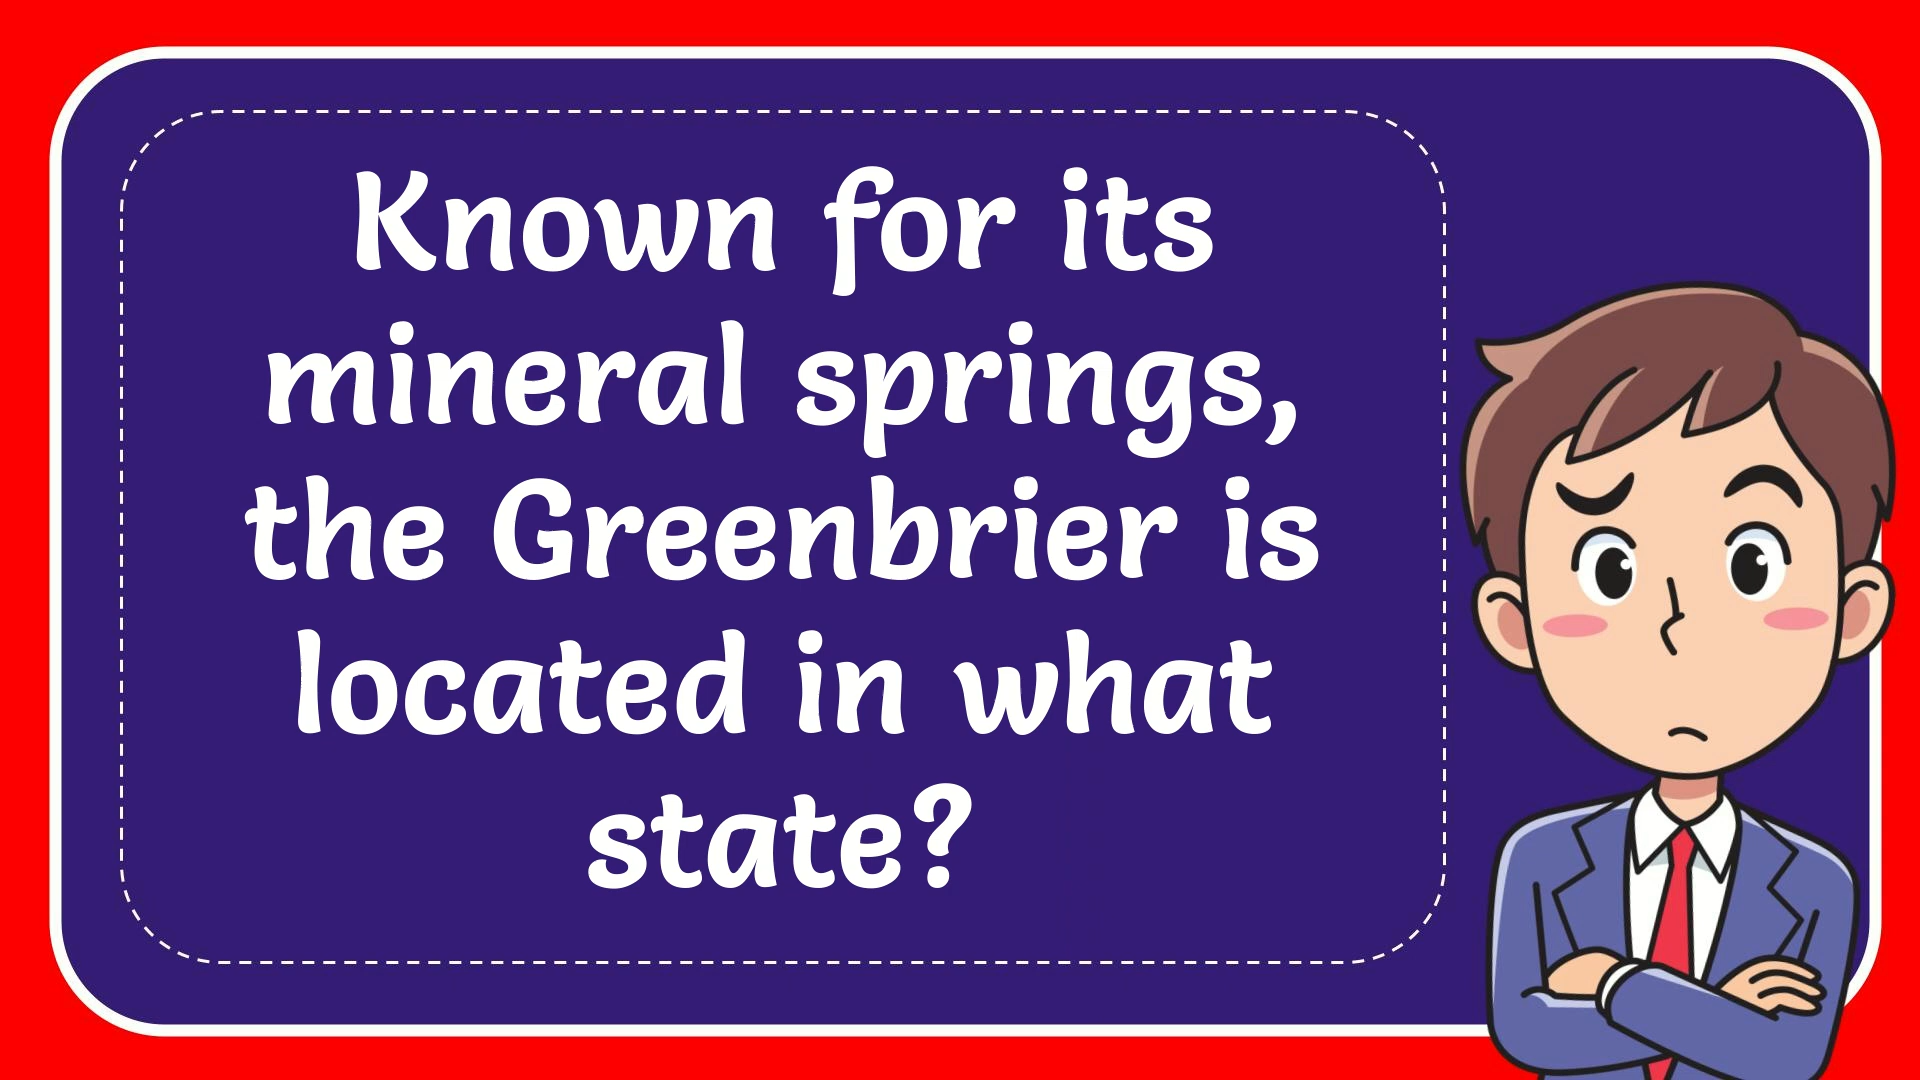 Known for its
mineral springs,
the Greenbrier is
located in what
state?